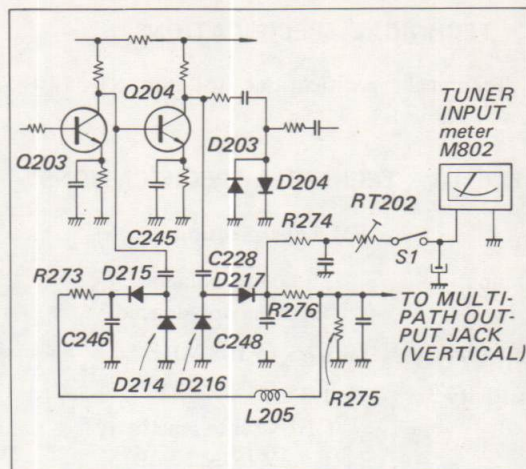 Q204
TUNER
INPUT
meter
M802
Q203
D203
D204
RT202
R274
C245
C228
S1
D215
D217
R273
R276
TO MULTI-
PATH OUT-
PUT JACK
(VERTICAL)
C246
C248
D214
D216
R275
L205